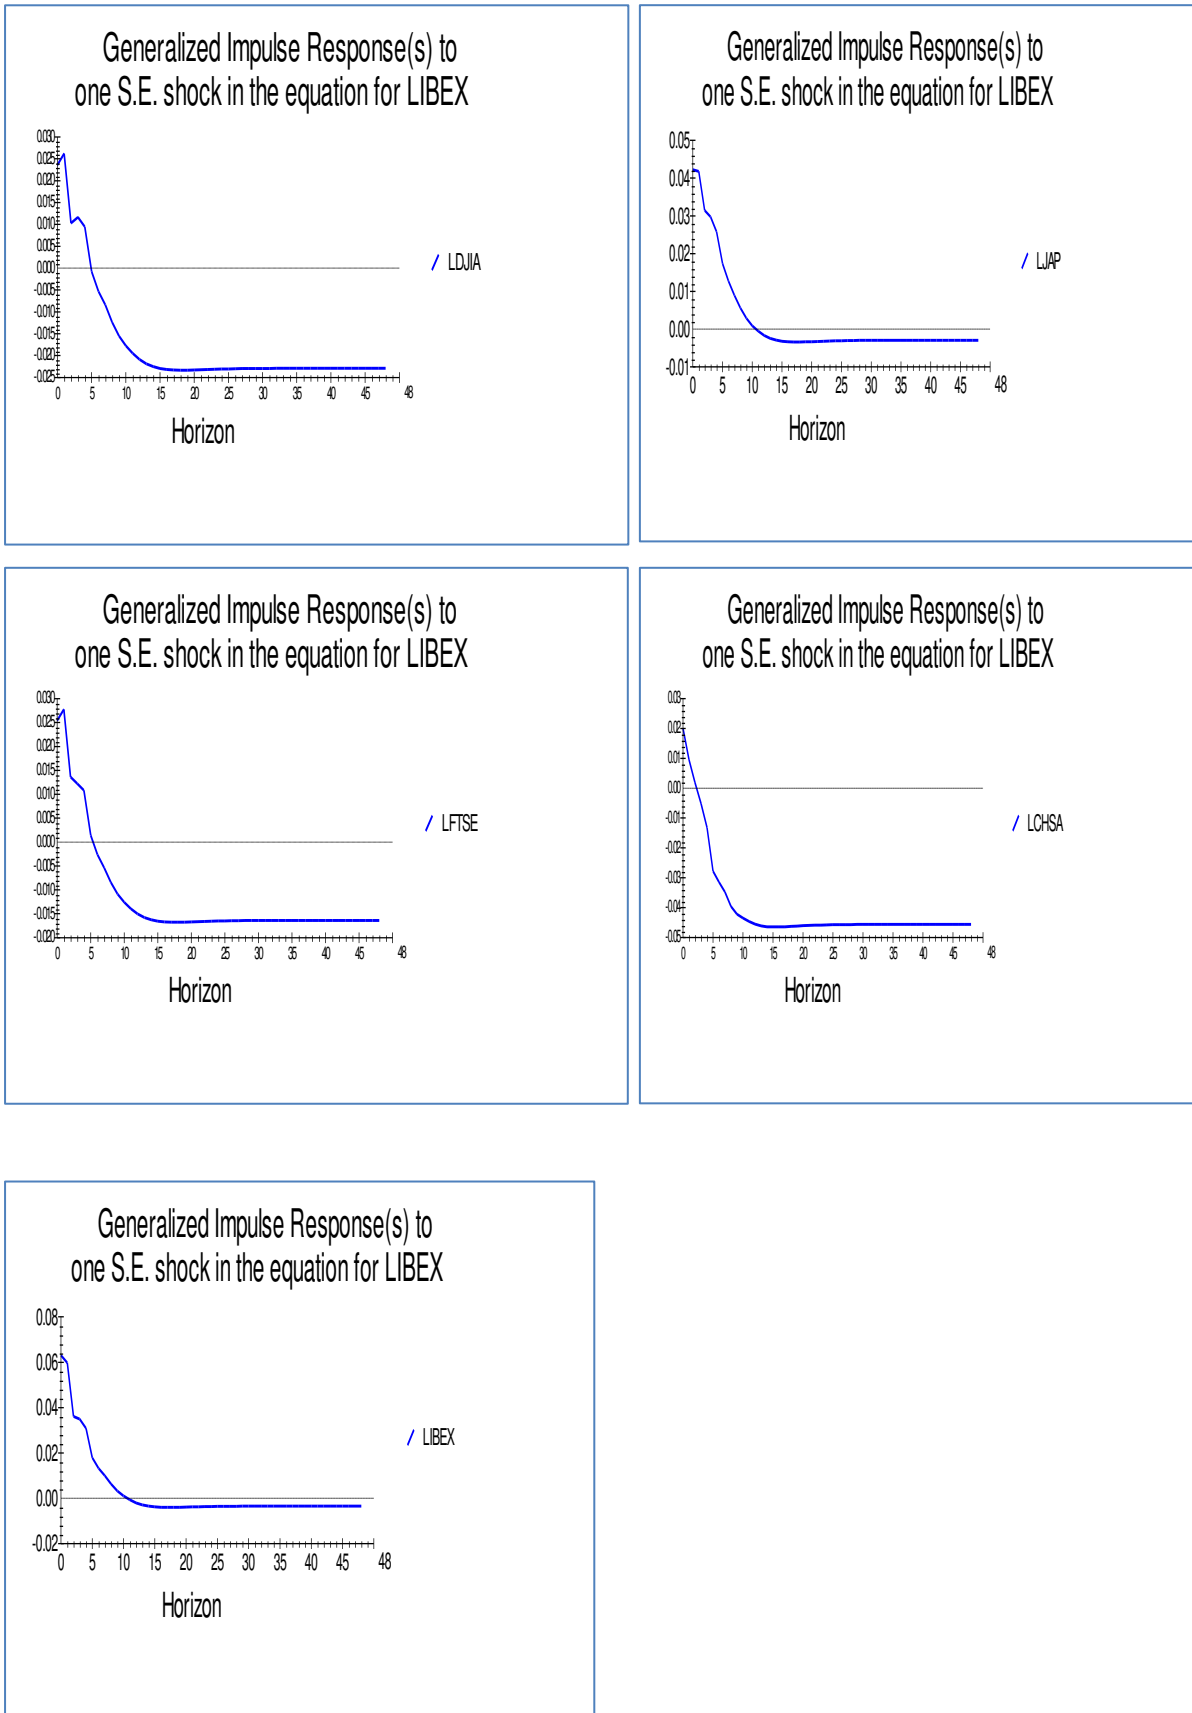 Generalized Impulse Response(s) to
one S.E. shock in the equation for LIBEX
0.030
0.025
0.020
0.015
0.010
0.005
0.000
-0.005
-0.010
-0.015
-0.020
-0.025
0 5 10 15 20 25 30 35 40 45 48
LDJIA
Horizon
Generalized Impulse Response(s) to
one S.E. shock in the equation for LIBEX
0.05
0.04
0.03
0.02
0.01
0.00
-0.01
0 5 10 15 20 25 30 35 40 45 48
LJAP
Horizon
Generalized Impulse Response(s) to
one S.E. shock in the equation for LIBEX
0.030
0.025
0.020
0.015
0.010
0.005
0.000
-0.005
-0.010
-0.015
-0.020
0 5 10 15 20 25 30 35 40 45 48
LFTSE
Horizon
Generalized Impulse Response(s) to
one S.E. shock in the equation for LIBEX
0.03
0.02
0.01
0.00
-0.01
-0.02
-0.03
-0.04
-0.05
0 5 10 15 20 25 30 35 40 45 48
LCHSA
Horizon
Generalized Impulse Response(s) to
one S.E. shock in the equation for LIBEX
0.08
0.06
0.04
0.02
0.00
-0.02
0 5 10 15 20 25 30 35 40 45 48
LIBEX
Horizon